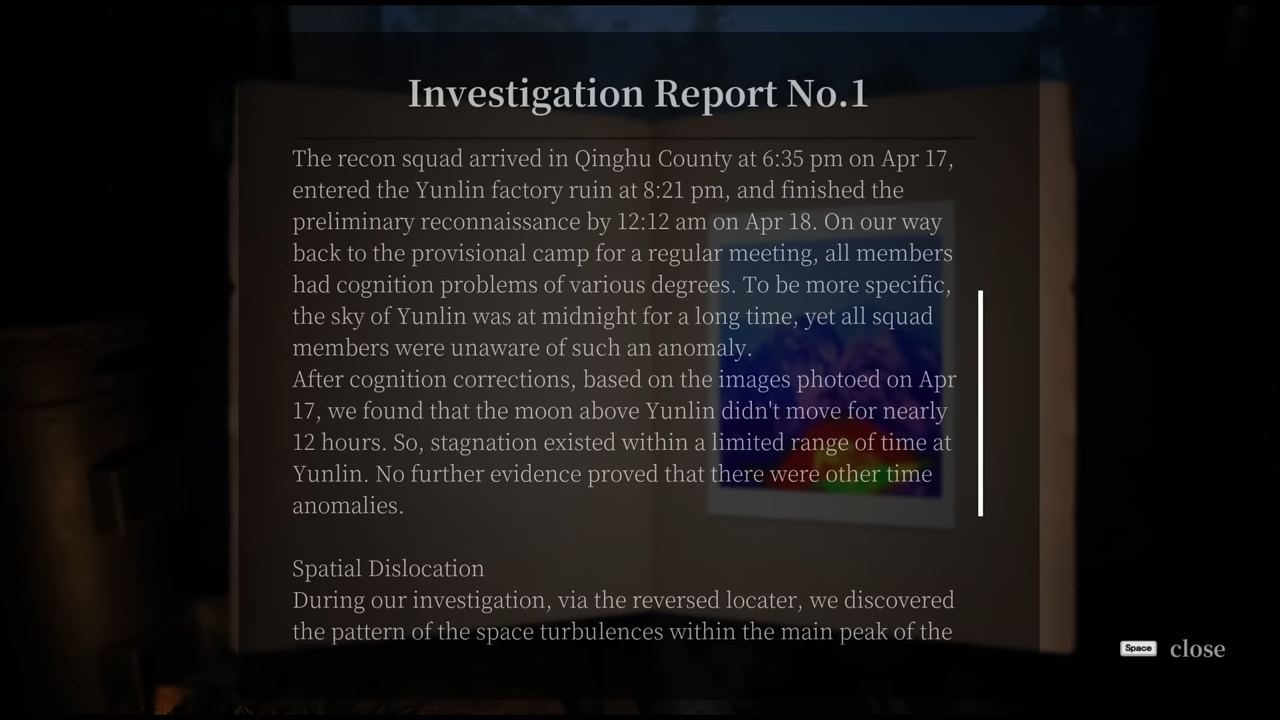 Investigation Report No.1
The recon squad arrived in Qinghu County at 6:35 pm on Apr 17,
entered the Yunlin factory ruin at 8:21 pm, and finished the
preliminary reconnaissance by 12:12 am on Apr 18. On our way
back to the provisional camp for a regular meeting, all members
had cognition problems of various degrees. To be more specific,
the sky of Yunlin was at midnight for a long time, yet all squad
members were unaware of such an anomaly.
After cognition corrections, based on the images photoed on Apr
17, we found that the moon above Yunlin didn't move for nearly
12 hours. So, stagnation existed within a limited range of time at
Yunlin. No further evidence proved that there were other time
anomalies.
Spatial Dislocation
During our investigation, via the reversed locater, we discovered
the pattern of the space turbulences within the main peak of the
Space close